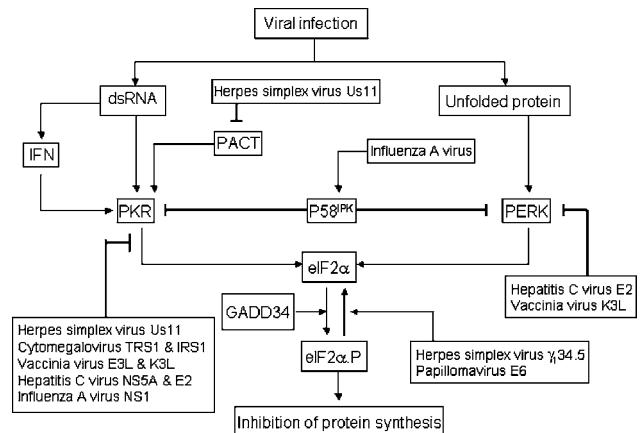 Viral infection
dsRNA
Herpes simplex virus Us11
Unfolded protein
IFN
PACT
Influenza A virus
PKR
P58IPK
PERK
eIF2α
Hepatitis C virus E2
Vaccinia virus K3L
GADD34
Herpes simplex virus Us11
Cytomegalovirus TRS1 & IRS1
Vaccinia virus E3L & K3L
Hepatitis C virus NS5A & E2
Influenza A virus NS1
eIF2α.P
Herpes simplex virus γ134.5
Papillomavirus E6
Inhibition of protein synthesis